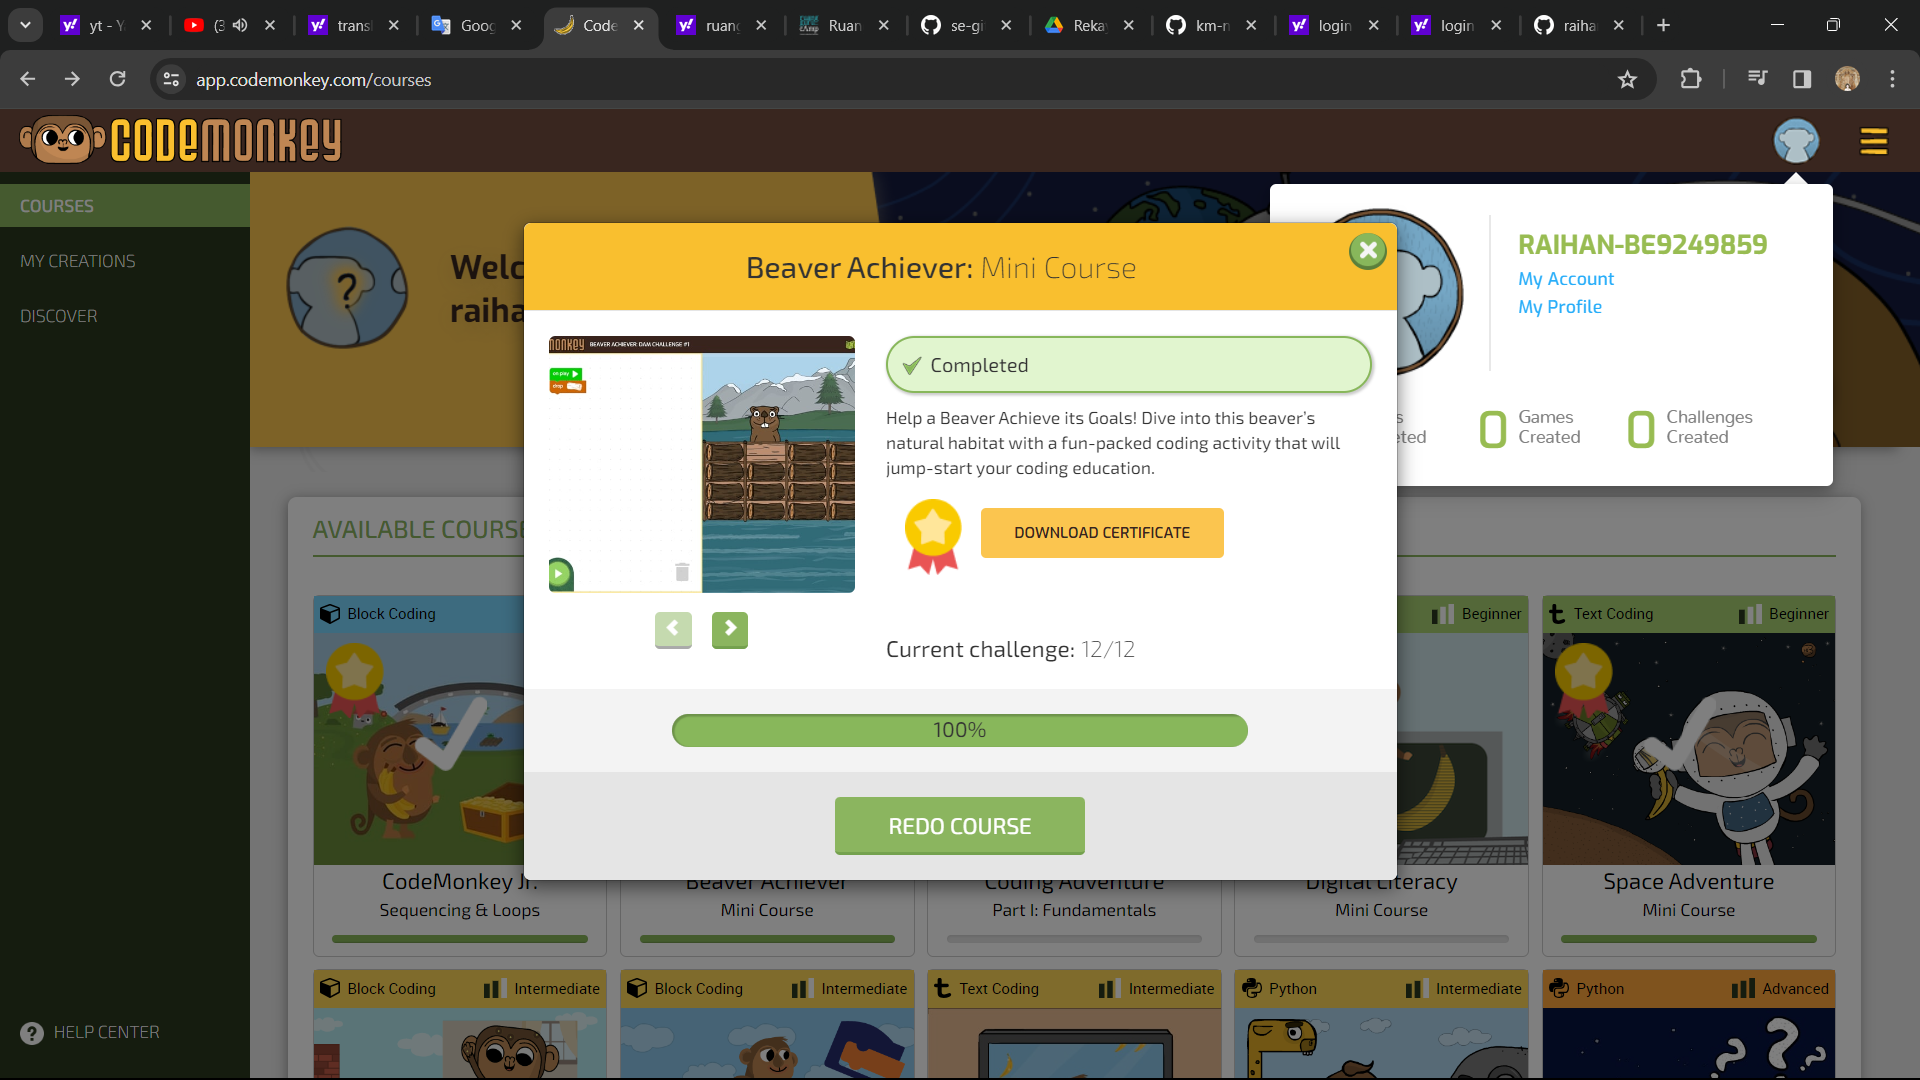 yt - Y
(3
transl
Goog
Code
ruang
Ruan
se-gi
Reka
km-n
login
login
raiha
app.codemonkey.com/courses
CODEMONKEY
COURSES
MY CREATIONS
DISCOVER
HELP CENTER
Welc
raiha
?
RAIHAN-BE9249859
My Account
My Profile
s
eted
0 Games
Created
0 Challenges
Created
Beaver Achiever: Mini Course
MONKEY BEAVER ACHIEVER: DAM CHALLENGE #1
on play
drop
Completed
Help a Beaver Achieve its Goals! Dive into this beaver's
natural habitat with a fun-packed coding activity that will
jump-start your coding education.
DOWNLOAD CERTIFICATE
Current challenge: 12/12
100%
REDO COURSE
AVAILABLE COURSE
Block Coding
Beginner
Text Coding Beginner
CodeMonkey Jr.
Sequencing & Loops
Beaver Achiever
Mini Course
Coding Adventure
Part I: Fundamentals
Digital Literacy
Mini Course
Space Adventure
Mini Course
Block Coding Intermediate
Block Coding Intermediate
Text Coding Intermediate
Python Intermediate
Python Advanced
? ? ?